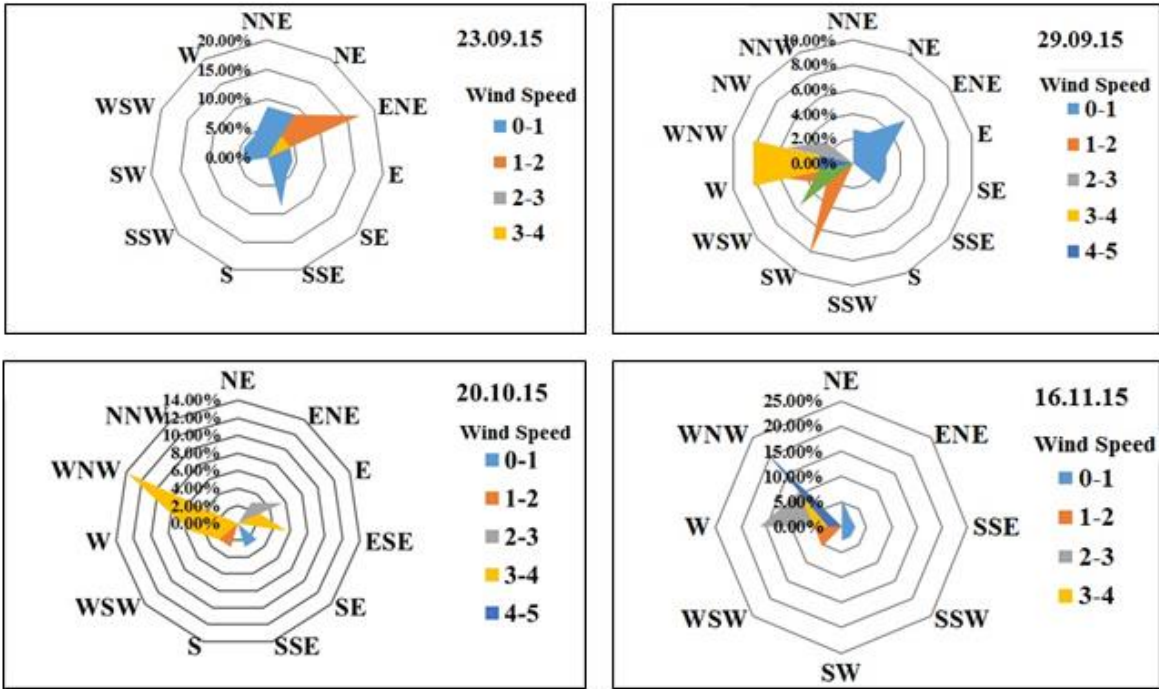 NNE
20.00%
W
NE
23.09.15
15.00%
WSW
10.00%
ENE
Wind Speed
0-1
5.00%
1-2
0.00%
SW
E
2-3
SSW
SE
3-4
S
SSE
NNE
10.00%
NNW
NE
29.09.15
8.00%
NW
ENE
Wind Speed
6.00%
0-1
4.00%
WNW
E
1-2
2.00%
0.00%
2-3
W
SE
3-4
WSW
SSE
4-5
SW
S
SSW
NE
14.00%
NNW
ENE
20.10.15
12.00%
10.00%
Wind Speed
WNW
8.00%
E
0-1
6.00%
4.00%
1-2
2.00%
0.00%
2-3
W
ESE
3-4
WSW
SE
4-5
S
SSE
NE
25.00%
16.11.15
WNW
20.00%
ENE
Wind Speed
15.00%
0-1
10.00%
5.00%
1-2
W
0.00%
SSE
2-3
3-4
WSW
SSW
SW